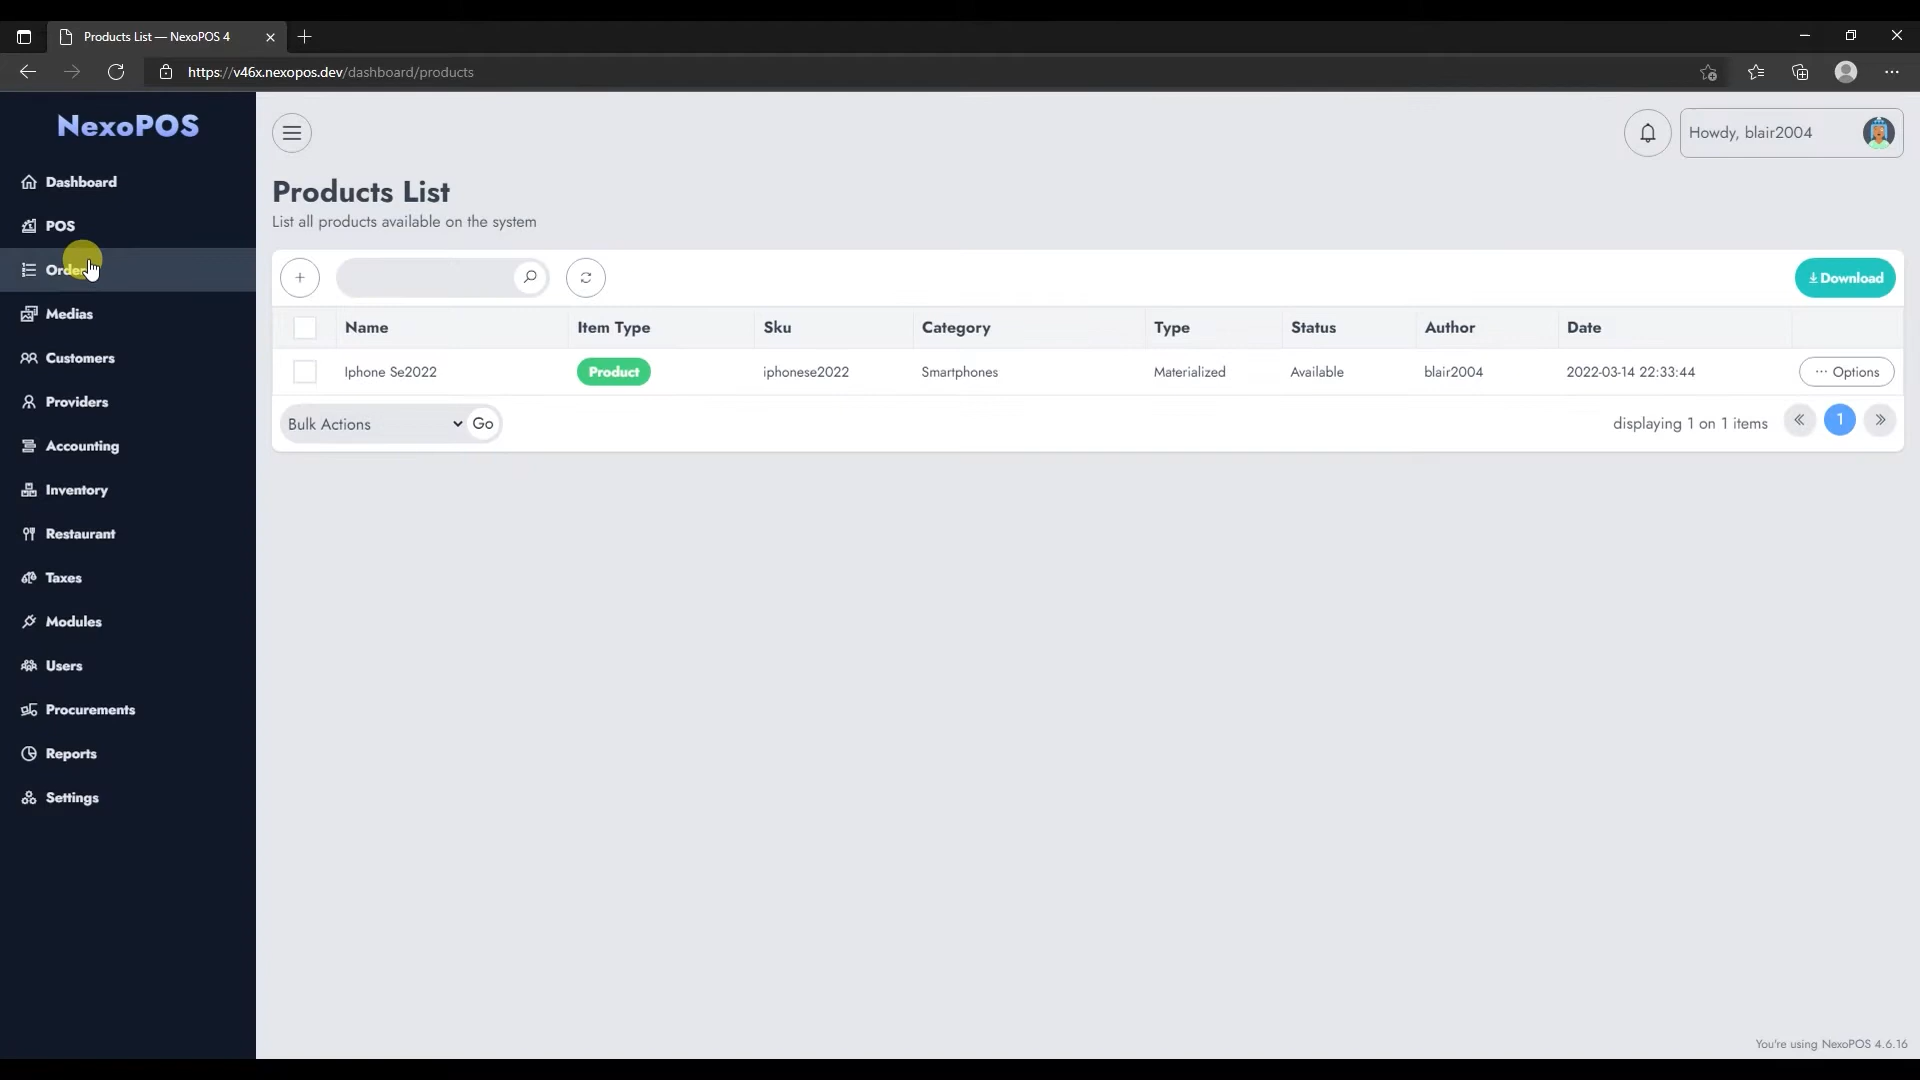 Products List — NexoPOS 4
https://v46x.nexopos.dev/dashboard/products
NexoPOS
Howdy, blair2004
Dashboard
POS
Orders
Medias
Customers
Providers
Accounting
Inventory
Restaurant
Taxes
Modules
Users
Procurements
Reports
Settings
Products List
List all products available on the system
Download
Name Item Type Sku Category Type Status Author Date
Iphone Se2022 Product iphonese2022 Smartphones Materialized Available blair2004 2022-03-14 22:33:44 ··· Options
Bulk Actions Go displaying 1 on 1 items « 1 »
You're using NexoPOS 4.6.16